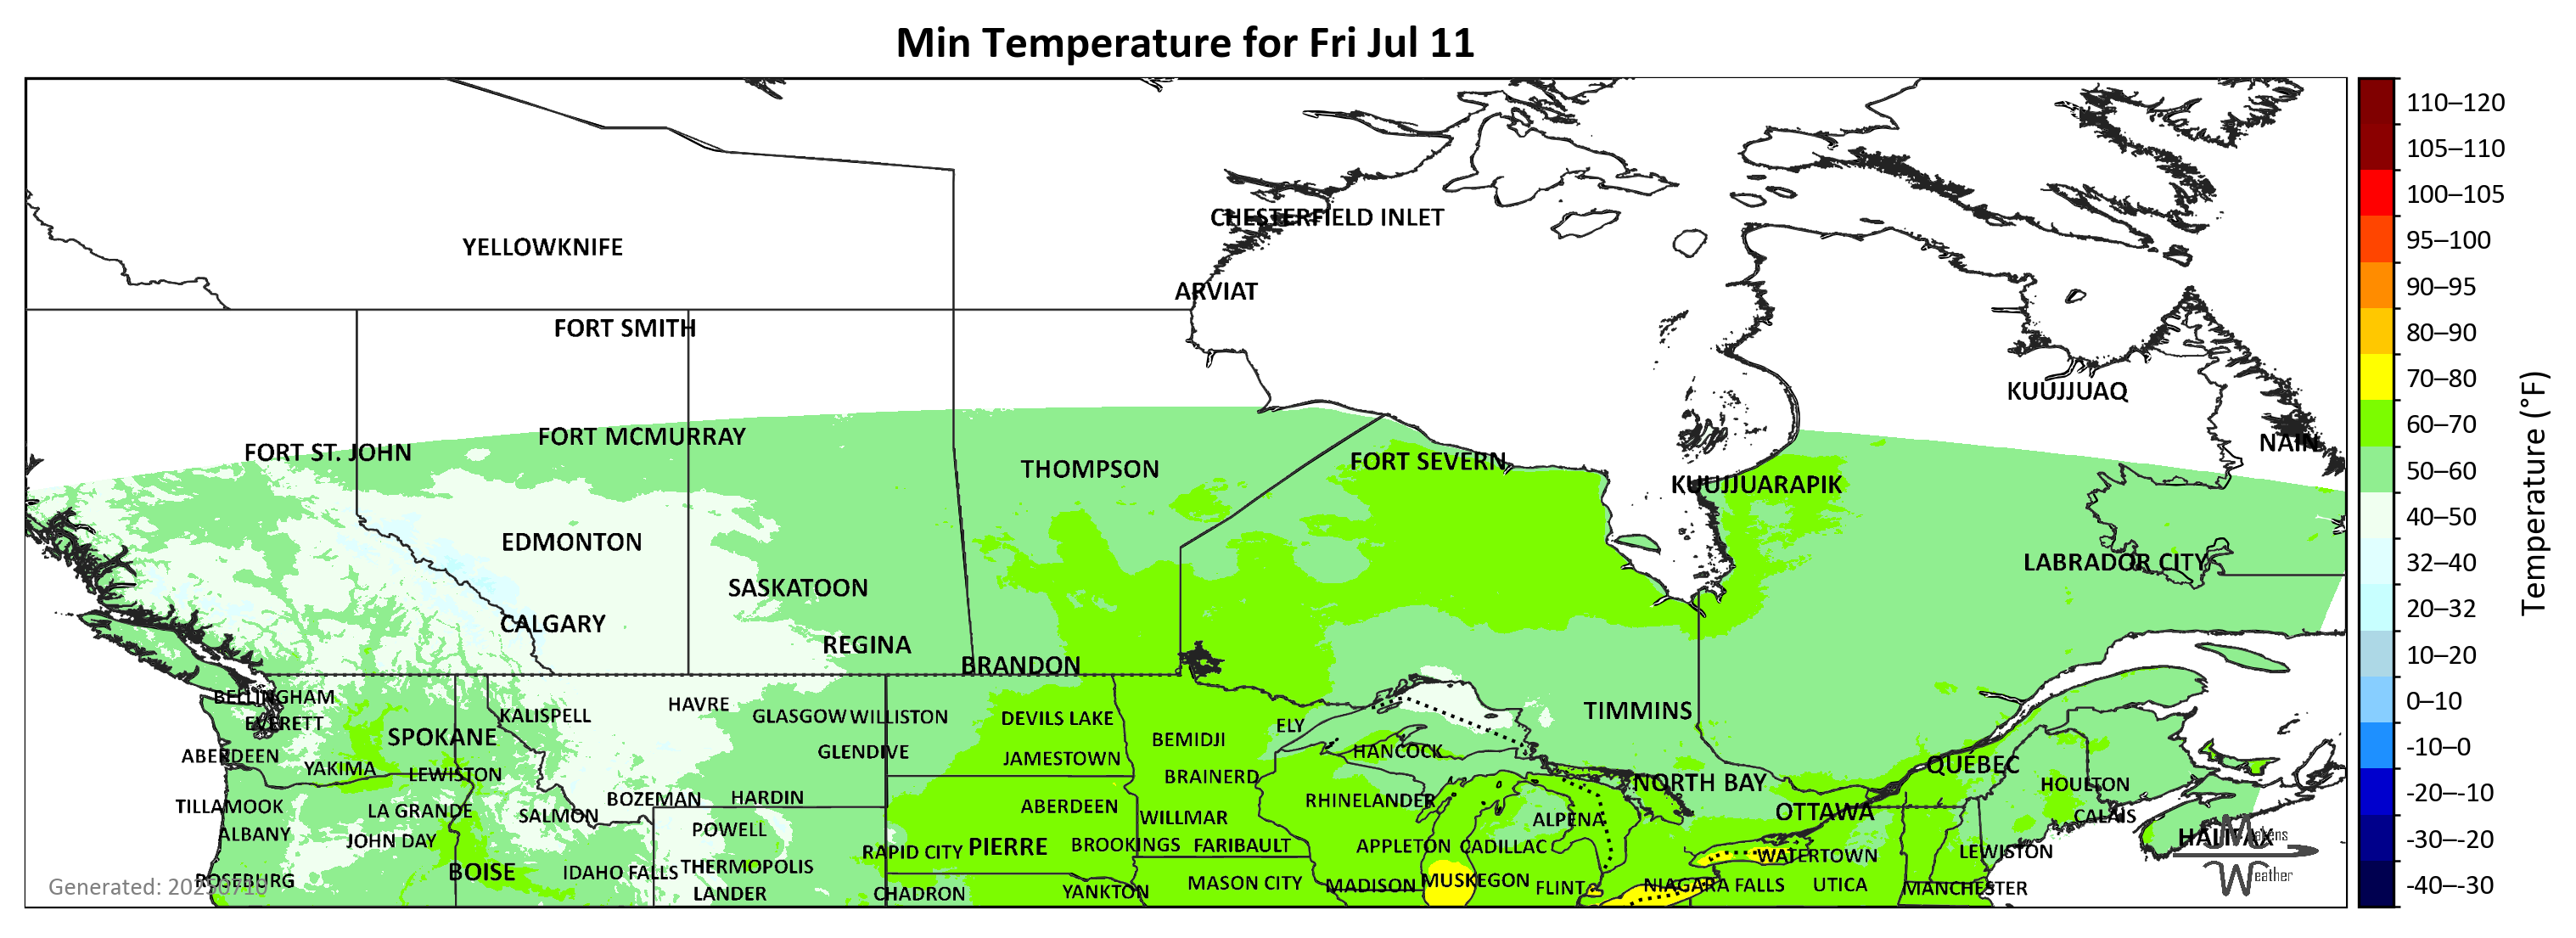 Min Temperature for Fri Jul 11
110–120
105–110
CHESTERFIELD INLET
100–105
YELLOWKNIFE
95–100
ARVIAT
90–95
FORT SMITH
80–90
KUUJJUAQ
70–80
FORT MCMURRAY
60–70
FORT ST. JOHN
NAIN
THOMPSON
FORT SEVERN
50–60
KUUJJUARAPIK
40–50
EDMONTON
LABRADOR CITY
32–40
SASKATOON
20–32
CALGARY
REGINA
10–20
BRANDON
Temperature (°F)
BELLINGHAM
HAVRE
0–10
EVERETT
KALISPELL
GLASGOW WILLISTON
DEVILS LAKE
ELY
TIMMINS
SPOKANE
BEMIDJI
-10–0
ABERDEEN
GLENDIVE
JAMESTOWN
HANCOCK
YAKIMA
LEWISTON
BRAINERD
QUÉBEC
NORTH BAY
HOULTON
-20–-10
TILLAMOOK
LA GRANDE
BOZEMAN
HARDIN
ABERDEEN
RHINELANDER
SALMON
WILLMAR
ALPENA
OTTAWA
CALAIS
ALBANY
JOHN DAY
POWELL
-30–-20
RAPID CITY
PIERRE
BROOKINGS
FARIBAULT
APPLETON
CADILLAC
WATERTOWN
LEWISTON
HALIFAX
Makens
Weather
BOISE
IDAHO FALLS
THERMOPOLIS
ROSEBURG
Generated: 20250710
LANDER
CHADRON
YANKTON
MASON CITY
MADISON
MUSKEGON
FLINT
NIAGARA FALLS
UTICA
MANCHESTER
-40–-30